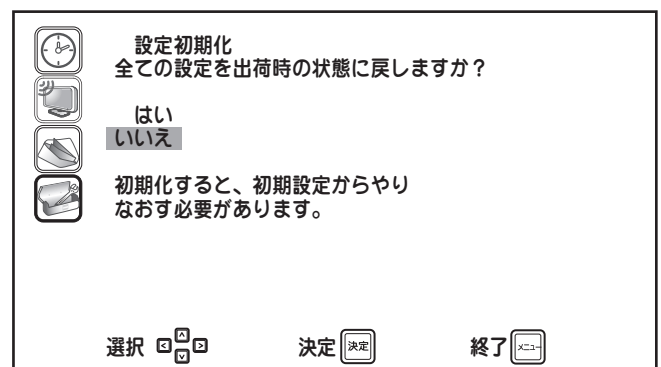 設定初期化
全ての設定を出荷時の状態に戻しますか？
はい
いいえ
初期化すると、初期設定からやり
なおす必要があります。
選択 決定 決定 終了 メニュー